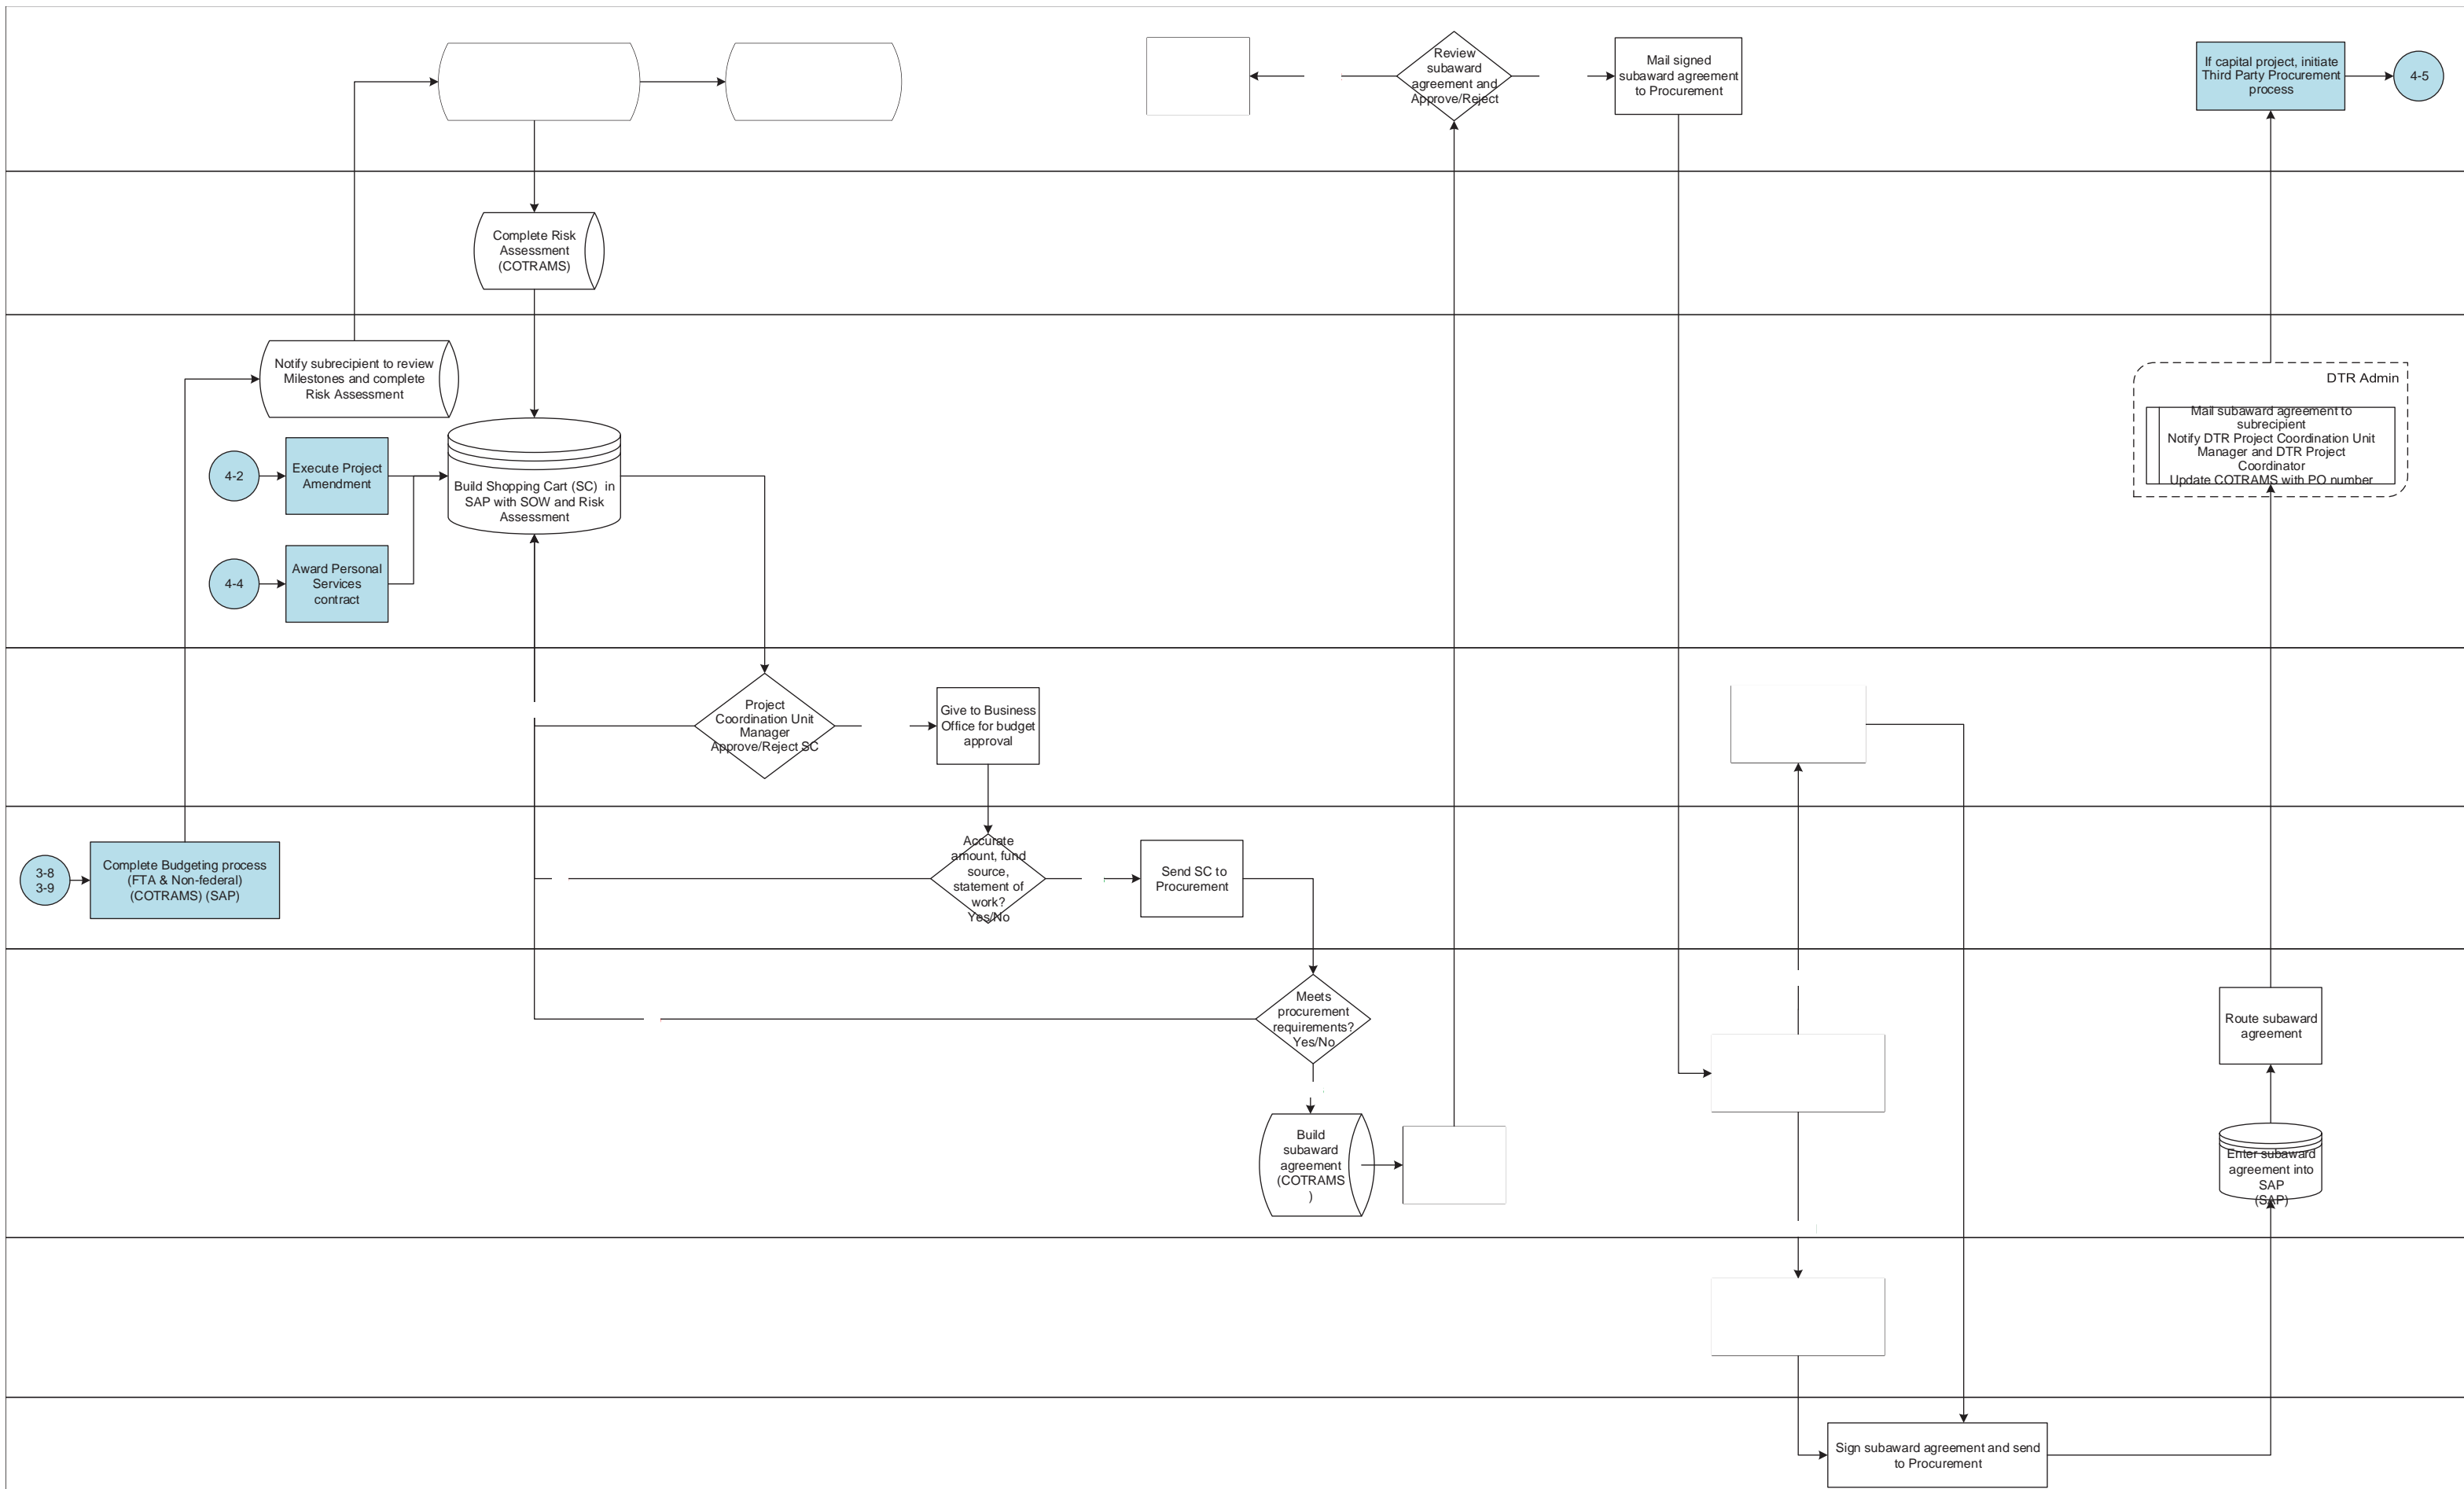 Review
subaward
agreement and
Approve/Reject
Mail signed
subaward agreement
to Procurement
If capital project, initiate
Third Party Procurement
process
4-5
Complete Risk
Assessment
(COTRAMS)
Notify subrecipient to review
Milestones and complete
Risk Assessment
DTR Admin
Mail subaward agreement to
subrecipient
Notify DTR Project Coordination Unit
Manager and DTR Project
Coordinator
Update COTRAMS with PO number
4-2
Execute Project
Amendment
Build Shopping Cart (SC) in
SAP with SOW and Risk
Assessment
4-4
Award Personal
Services
contract
Project
Coordination Unit
Manager
Approve/Reject SC
Give to Business
Office for budget
approval
3-8
3-9
Complete Budgeting process
(FTA & Non-federal)
(COTRAMS) (SAP)
Accurate
amount, fund
source,
statement of
work?
Yes/No
Send SC to
Procurement
Meets
procurement
requirements?
Yes/No
Route subaward
agreement
Build
subaward
agreement
(COTRAMS
)
Enter subaward
agreement into
SAP
(SAP)
Sign subaward agreement and send
to Procurement